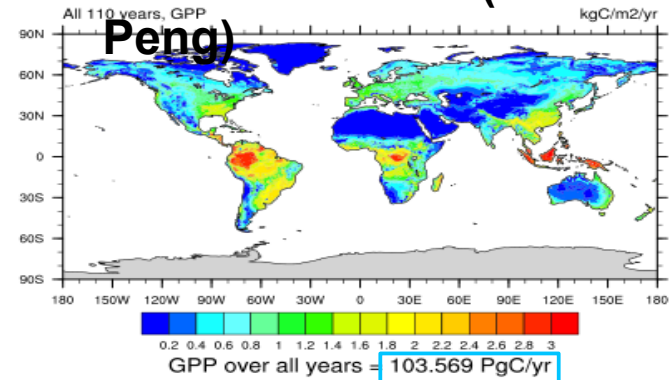 (
Peng)
All 110 years, GPP kgC/m2/yr
90N
60N
30N
0
30S
60S
90S
180 150W 120W 90W 60W 30W 0 30E 60E 90E 120E 150E 180
0.2 0.4 0.6 0.8 1 1.2 1.4 1.6 1.8 2 2.2 2.4 2.6 2.8 3
GPP over all years = 103.569 PgC/yr